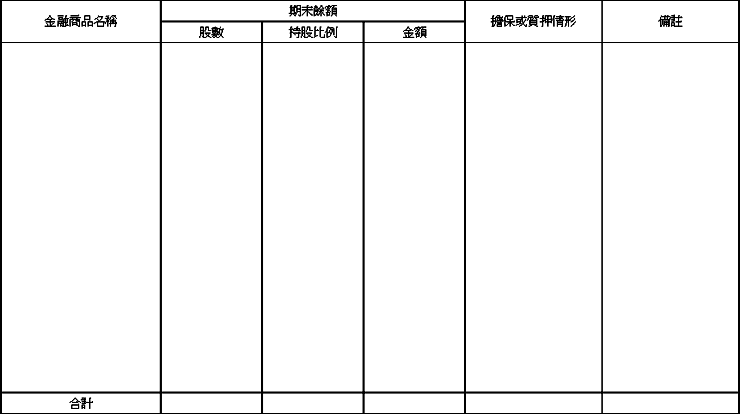 金融商品名稱
期末餘額
股數
持股比例
金額
擔保或質押情形
備註
合計